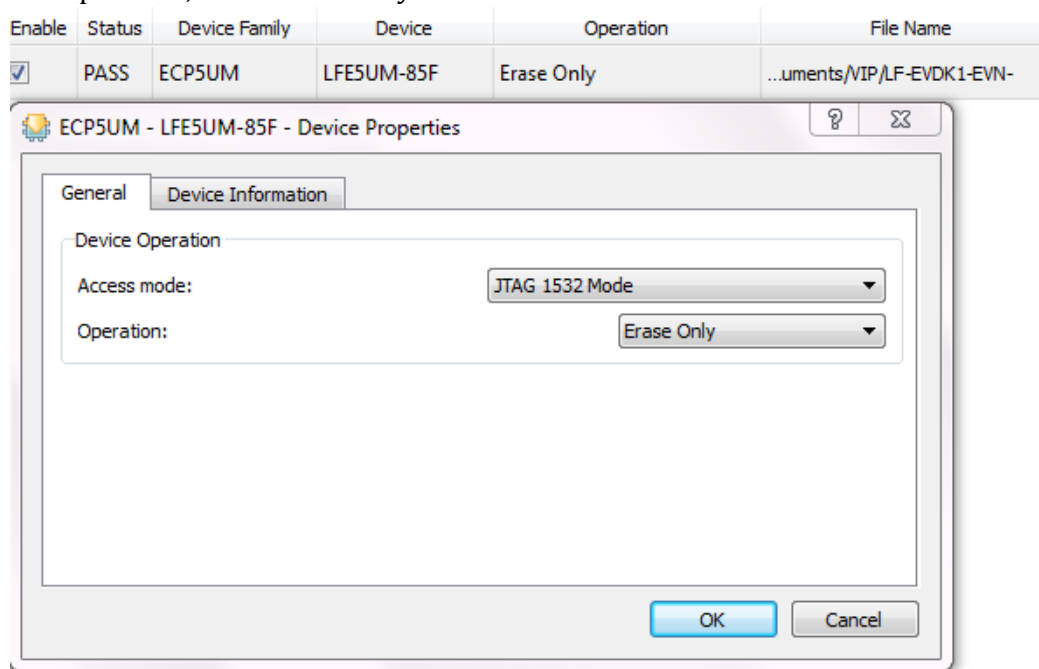 Enable Status Device Family Device Operation File Name
PASS ECP5UM LFE5UM-85F Erase Only ...uments/VIP/LF-EVDK1-EVN-
ECP5UM - LFE5UM-85F - Device Properties
General Device Information
Device Operation
Access mode: JTAG 1532 Mode
Operation: Erase Only
OK Cancel